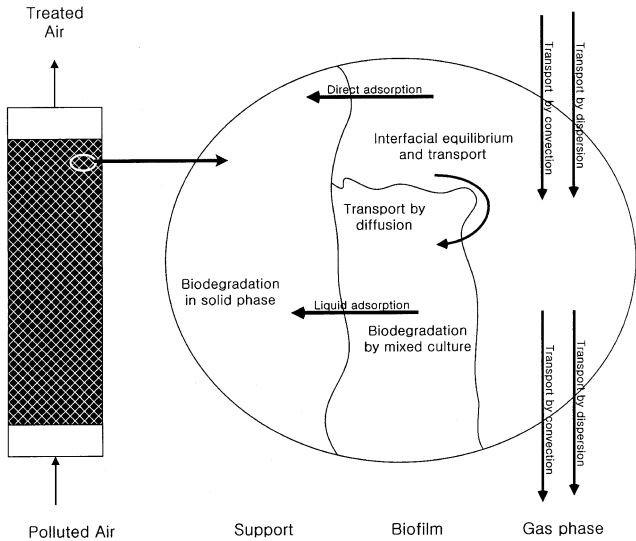 Treated
Air
Direct adsorption
Interfacial equilibrium
and transport
Transport by
diffusion
Biodegradation
in solid phase
Liquid adsorption
Biodegradation
by mixed culture
Transport by convection
Transport by dispersion
Transport by convection
Transport by dispersion
Polluted Air
Support
Biofilm
Gas phase